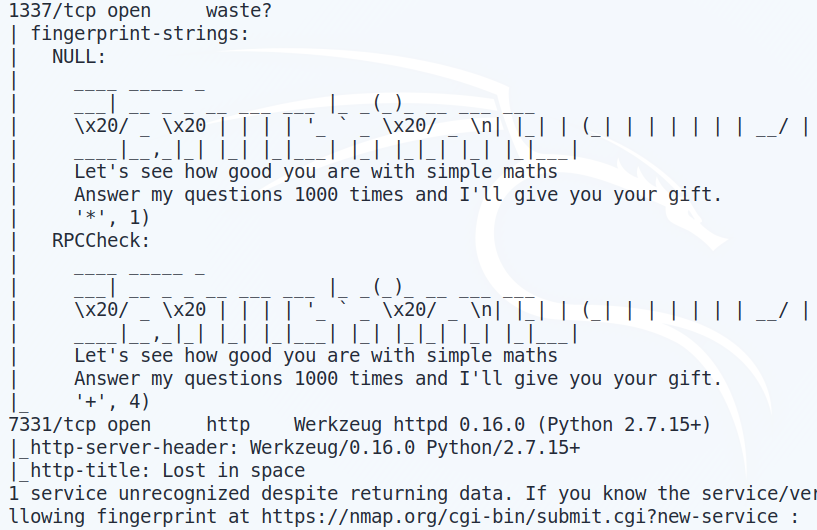 1337/tcp open     waste?
| fingerprint-strings:
|   NULL:
|
|     ____ _____ _
|     ___| __ _ _ __ ___ ___ |_ _(_)_ __ ___ ___
|     \x20/ _ \x20 | | | | '_ ` _ \x20/ _ \n| |_| | (_| | | | | | | __/ |
|     ____|__,_|_| |_| |_|___| |_| |_|_| |_| |_|___|
|     Let's see how good you are with simple maths
|     Answer my questions 1000 times and I'll give you your gift.
|     '*', 1)
|   RPCCheck:
|
|     ____ _____ _
|     ___| __ _ _ __ ___ ___ |_ _(_)_ __ ___ ___
|     \x20/ _ \x20 | | | | '_ ` _ \x20/ _ \n| |_| | (_| | | | | | | __/ |
|     ____|__,_|_| |_| |_|___| |_| |_|_| |_| |_|___|
|     Let's see how good you are with simple maths
|     Answer my questions 1000 times and I'll give you your gift.
|_    '+', 4)
7331/tcp open     http    Werkzeug httpd 0.16.0 (Python 2.7.15+)
|_http-server-header: Werkzeug/0.16.0 Python/2.7.15+
|_http-title: Lost in space
1 service unrecognized despite returning data. If you know the service/ver
llowing fingerprint at https://nmap.org/cgi-bin/submit.cgi?new-service :